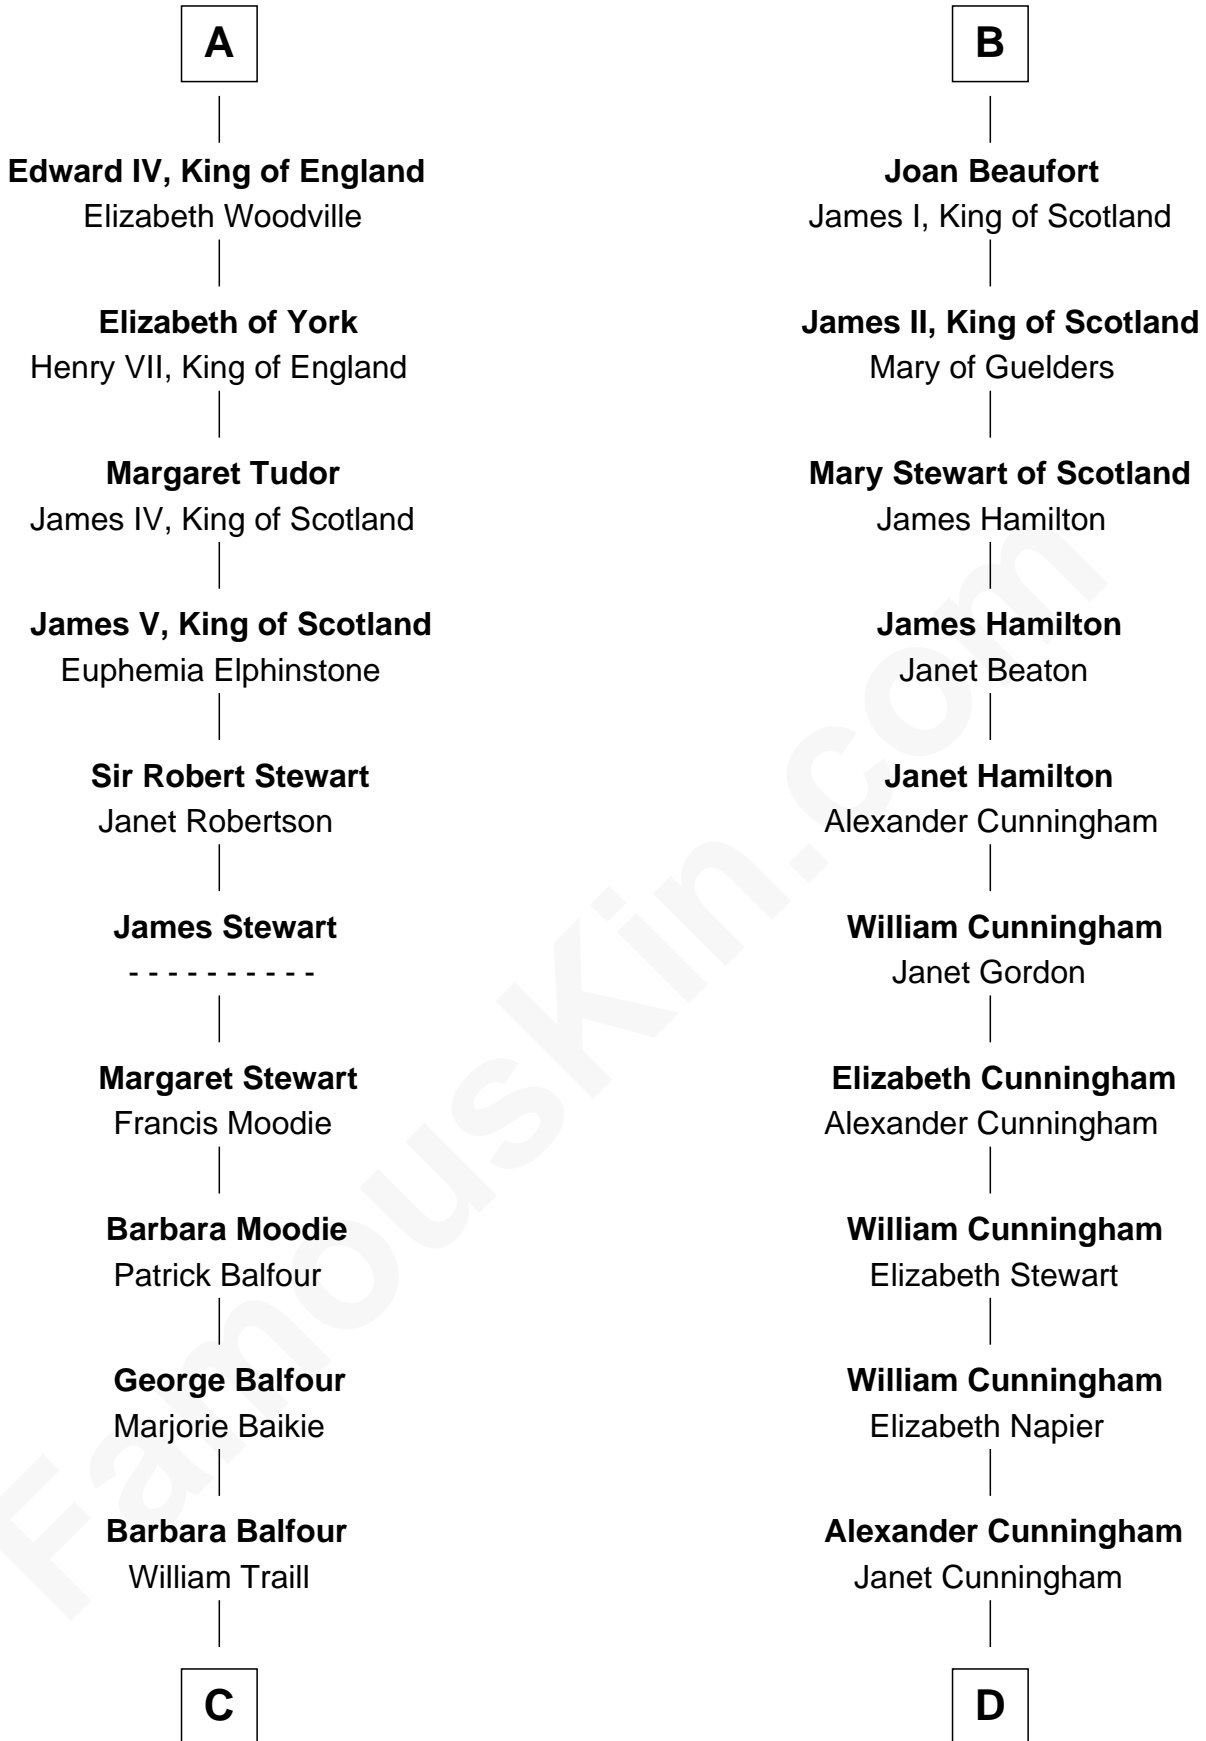 A
Edward IV, King of England
Elizabeth Woodville
Elizabeth of York
Henry VII, King of England
Margaret Tudor
James IV, King of Scotland
James V, King of Scotland
Euphemia Elphinstone
Sir Robert Stewart
Janet Robertson
James Stewart
- - - - - - - - - -
Margaret Stewart
Francis Moodie
Barbara Moodie
Patrick Balfour
George Balfour
Marjorie Baikie
Barbara Balfour
William Traill
C
B
Joan Beaufort
James I, King of Scotland
James II, King of Scotland
Mary of Guelders
Mary Stewart of Scotland
James Hamilton
James Hamilton
Janet Beaton
Janet Hamilton
Alexander Cunningham
William Cunningham
Janet Gordon
Elizabeth Cunningham
Alexander Cunningham
William Cunningham
Elizabeth Stewart
William Cunningham
Elizabeth Napier
Alexander Cunningham
Janet Cunningham
D
FamousKin.com